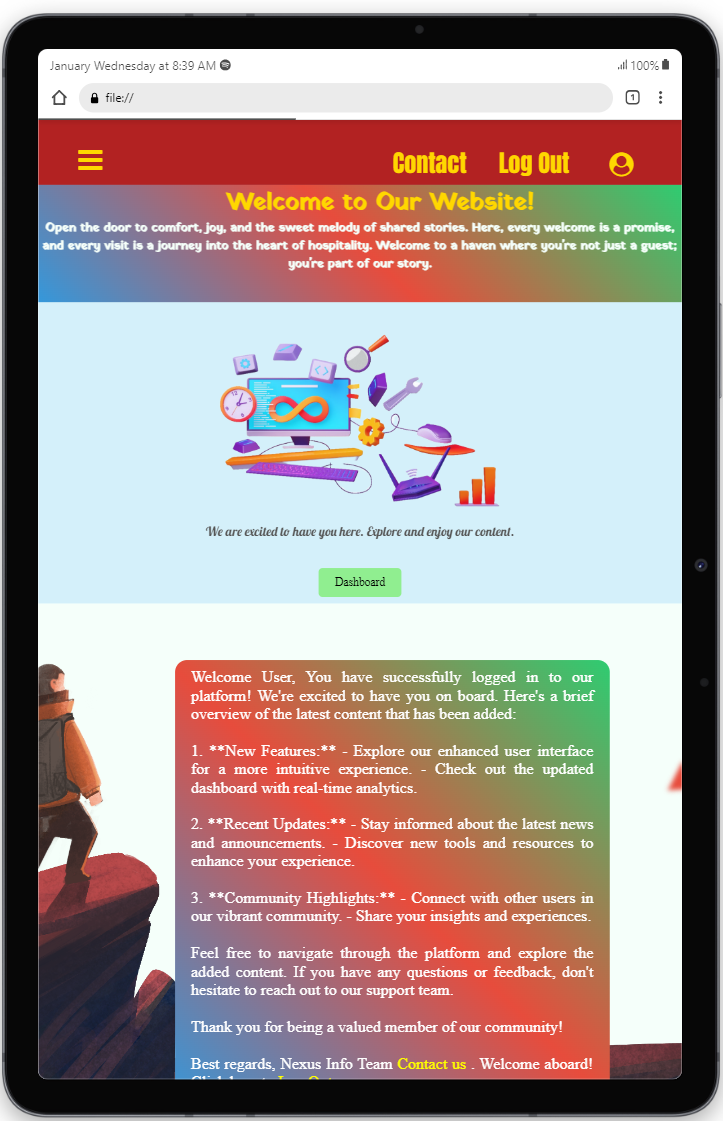 January Wednesday at 8:39 AM
100%
file://
1
Contact Log Out
Welcome to Our Website!
Open the door to comfort, joy, and the sweet melody of shared stories. Here, every welcome is a promise,
and every visit is a journey into the heart of hospitality. Welcome to a haven where you're not just a guest;
you're part of our story.
We are excited to have you here. Explore and enjoy our content.
Dashboard
Welcome User, You have successfully logged in to our
platform! We're excited to have you on board. Here's a brief
overview of the latest content that has been added:
1. **New Features:** - Explore our enhanced user interface
for a more intuitive experience. - Check out the updated
dashboard with real-time analytics.
2. **Recent Updates:** - Stay informed about the latest news
and announcements. - Discover new tools and resources to
enhance your experience.
3. **Community Highlights:** - Connect with other users in
our vibrant community. - Share your insights and experiences.
Feel free to navigate through the platform and explore the
added content. If you have any questions or feedback, don't
hesitate to reach out to our support team.
Thank you for being a valued member of our community!
Best regards, Nexus Info Team Contact us . Welcome aboard!